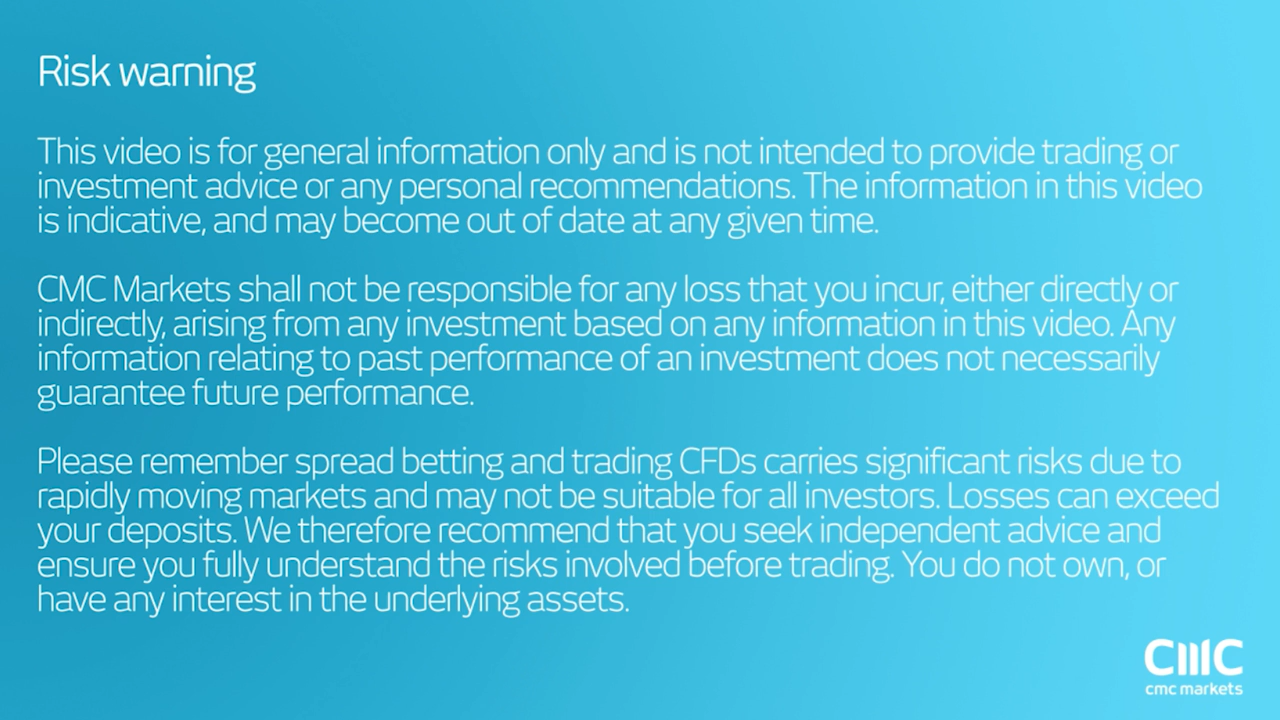 Risk warning
This video is for general information only and is not intended to provide trading or
investment advice or any personal recommendations. The information in this video
is indicative, and may become out of date at any given time.
CMC Markets shall not be responsible for any loss that you incur, either directly or
indirectly, arising from any investment based on any information in this video. Any
information relating to past performance of an investment does not necessarily
guarantee future performance.
Please remember spread betting and trading CFDs carries significant risks due to
rapidly moving markets and may not be suitable for all investors. Losses can exceed
your deposits. We therefore recommend that you seek independent advice and
ensure you fully understand the risks involved before trading. You do not own, or
have any interest in the underlying assets.
CMC
cmc markets